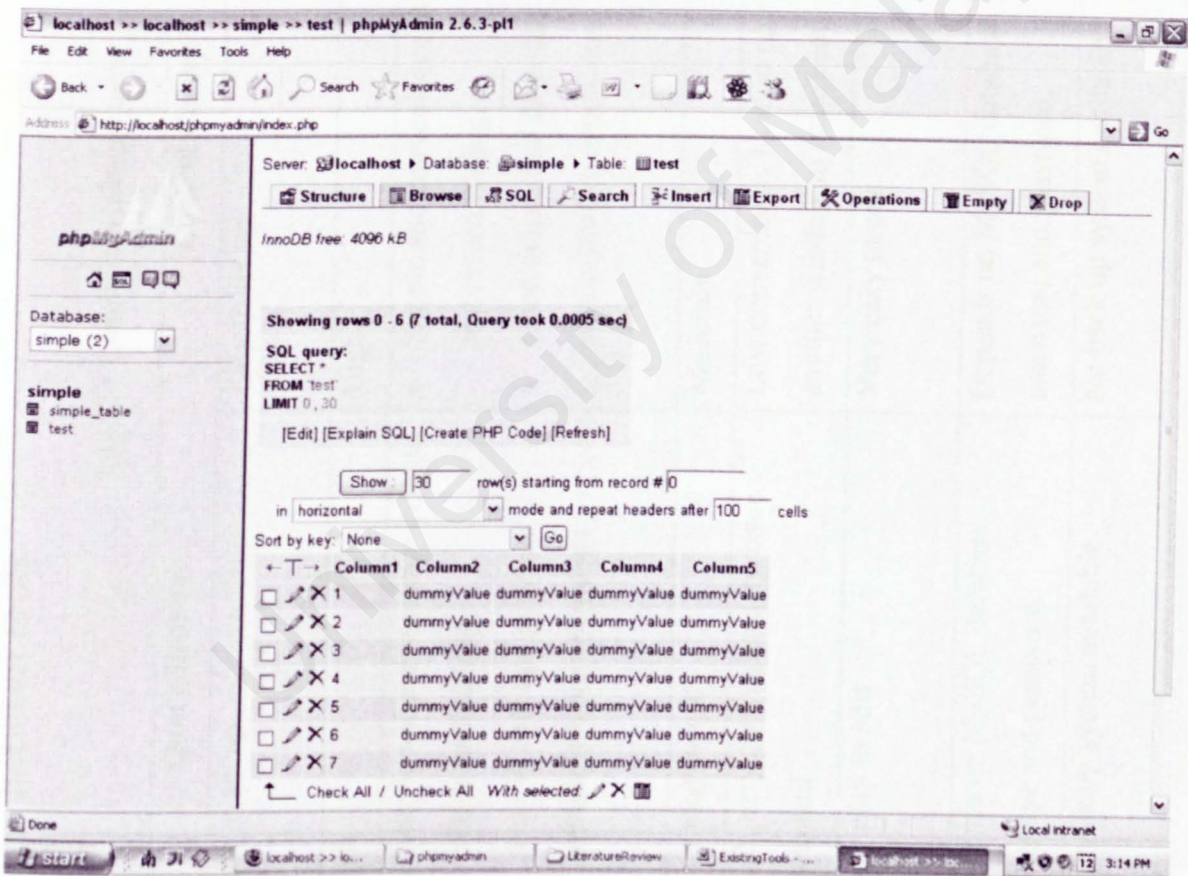 localhost >> localhost >> simple >> test | phpMyAdmin 2.6.3-pl1
File Edit View Favorites Tools Help
Back Search Favorites
Address http://localhost/phpmyadmin/index.php Go
phpMyAdmin
Database:
simple (2)
simple
simple_table
test
Server: localhost Database: simple Table: test
Structure Browse SQL Search Insert Export Operations Empty Drop
InnoDB free: 4096 kB
Showing rows 0 - 6 (7 total, Query took 0.0005 sec)
SQL query:
SELECT *
FROM `test`
LIMIT 0 , 30
[Edit] [Explain SQL] [Create PHP Code] [Refresh]
Show : 30 row(s) starting from record # 0
in horizontal mode and repeat headers after 100 cells
Sort by key: None Go
←T→ Column1 Column2 Column3 Column4 Column5
1 dummyValue dummyValue dummyValue dummyValue
2 dummyValue dummyValue dummyValue dummyValue
3 dummyValue dummyValue dummyValue dummyValue
4 dummyValue dummyValue dummyValue dummyValue
5 dummyValue dummyValue dummyValue dummyValue
6 dummyValue dummyValue dummyValue dummyValue
7 dummyValue dummyValue dummyValue dummyValue
Check All / Uncheck All With selected:
Done Local intranet
start localhost >> lo... phpmyadmin LiteratureReview ExistingTools - ... localhost >> loc... 12 3:14 PM
University of Mala